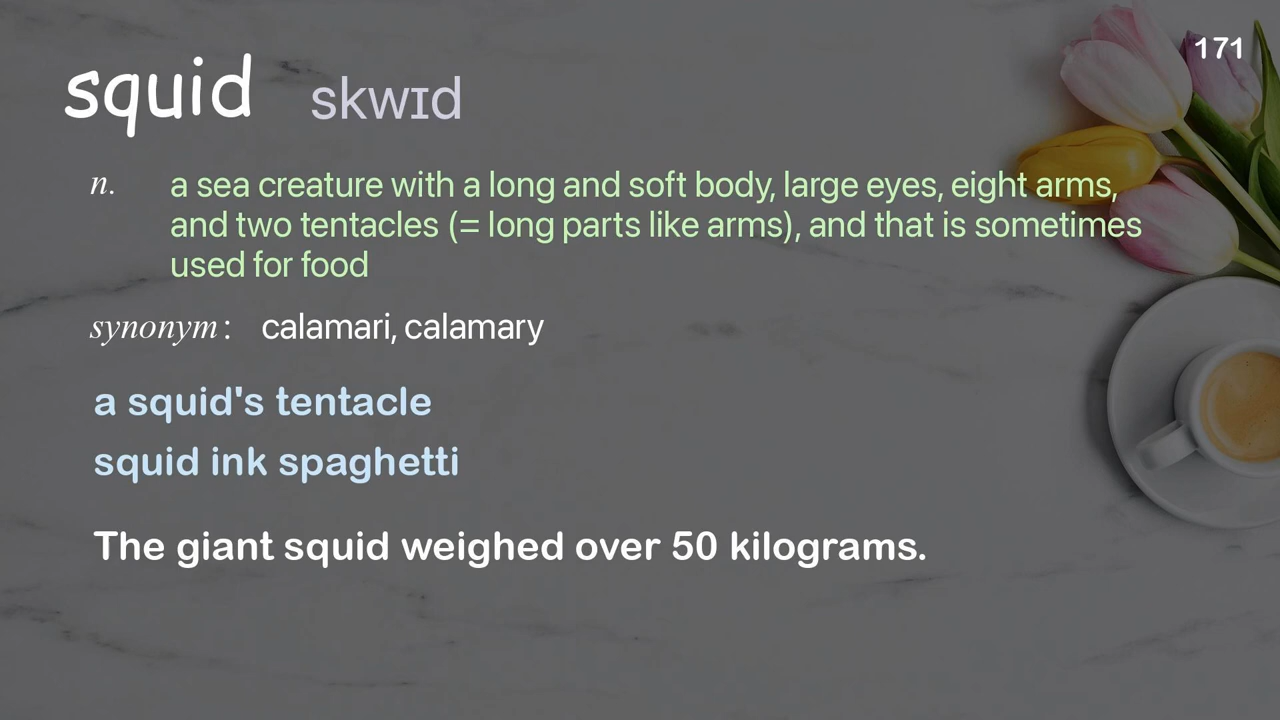 171
squid skwɪd
n. a sea creature with a long and soft body, large eyes, eight arms,
and two tentacles (= long parts like arms), and that is sometimes
used for food
synonym: calamari, calamary
a squid's tentacle
squid ink spaghetti
The giant squid weighed over 50 kilograms.